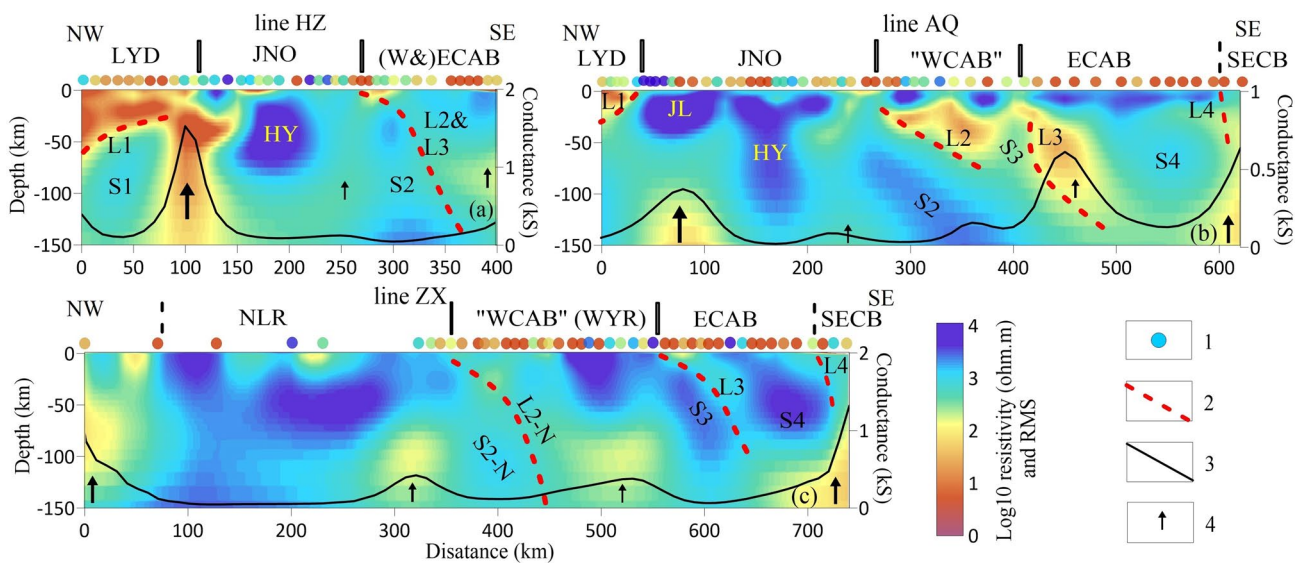 line HZ
NW SE
LYD JNO (W&)ECAB
Depth (km)
0
-50
-100
-150
L1
S1
HY
L2&
L3
S2
(a)
2
1
0
Conductance (kS)
0 50 100 150 200 250 300 350 400
line AQ
NW SE
LYD JNO "WCAB" ECAB SECB
0
-50
-100
-150
L1
JL
HY
L2
S2
S3
L3
S4
L4
(b)
1
0.5
0
Conductance (kS)
0 100 200 300 400 500 600
line ZX
NW SE
NLR "WCAB" (WYR) ECAB SECB
Depth (km)
0
-50
-100
-150
L2-N
S2-N
S3
L3
S4
L4
(c)
2
1
0
Conductance (kS)
0 100 200 300 400 500 600 700
Disatance (km)
4
3
2
1
0
Log10 resistivity (ohm.m)
and RMS
1
2
3
4